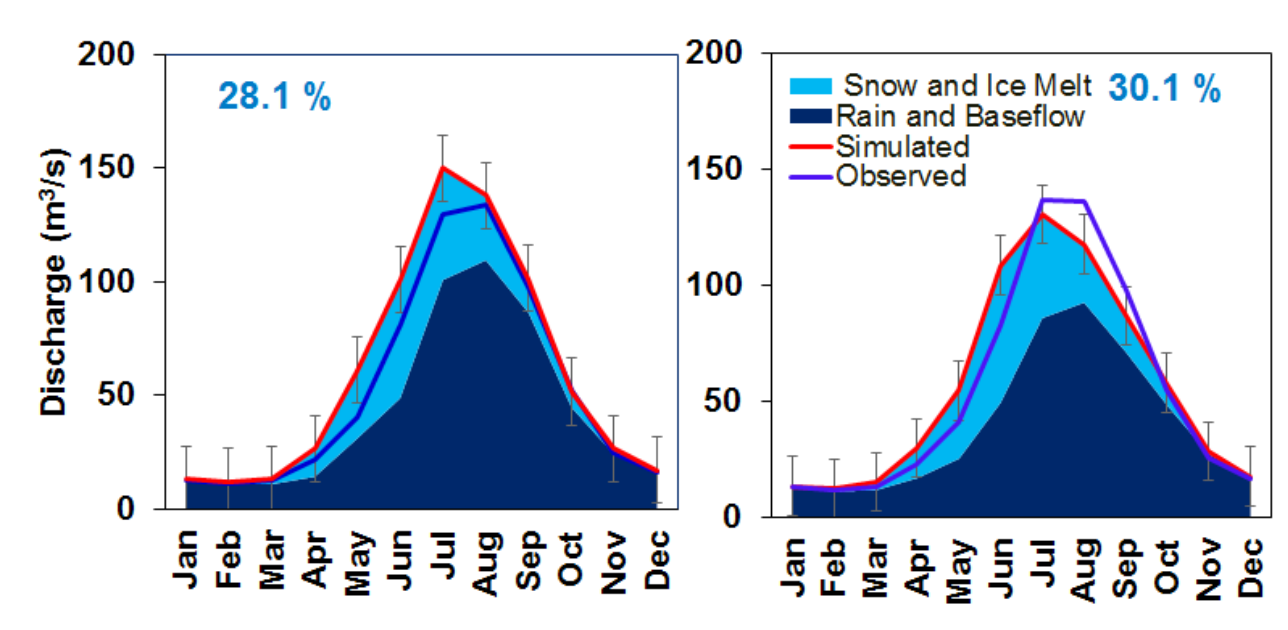 Discharge (m³/s)
200
150
100
50
0
28.1 %
Jan Feb Mar Apr May Jun Jul Aug Sep Oct Nov Dec
200
150
100
50
0
Snow and Ice Melt
30.1 %
Rain and Baseflow
Simulated
Observed
Jan Feb Mar Apr May Jun Jul Aug Sep Oct Nov Dec